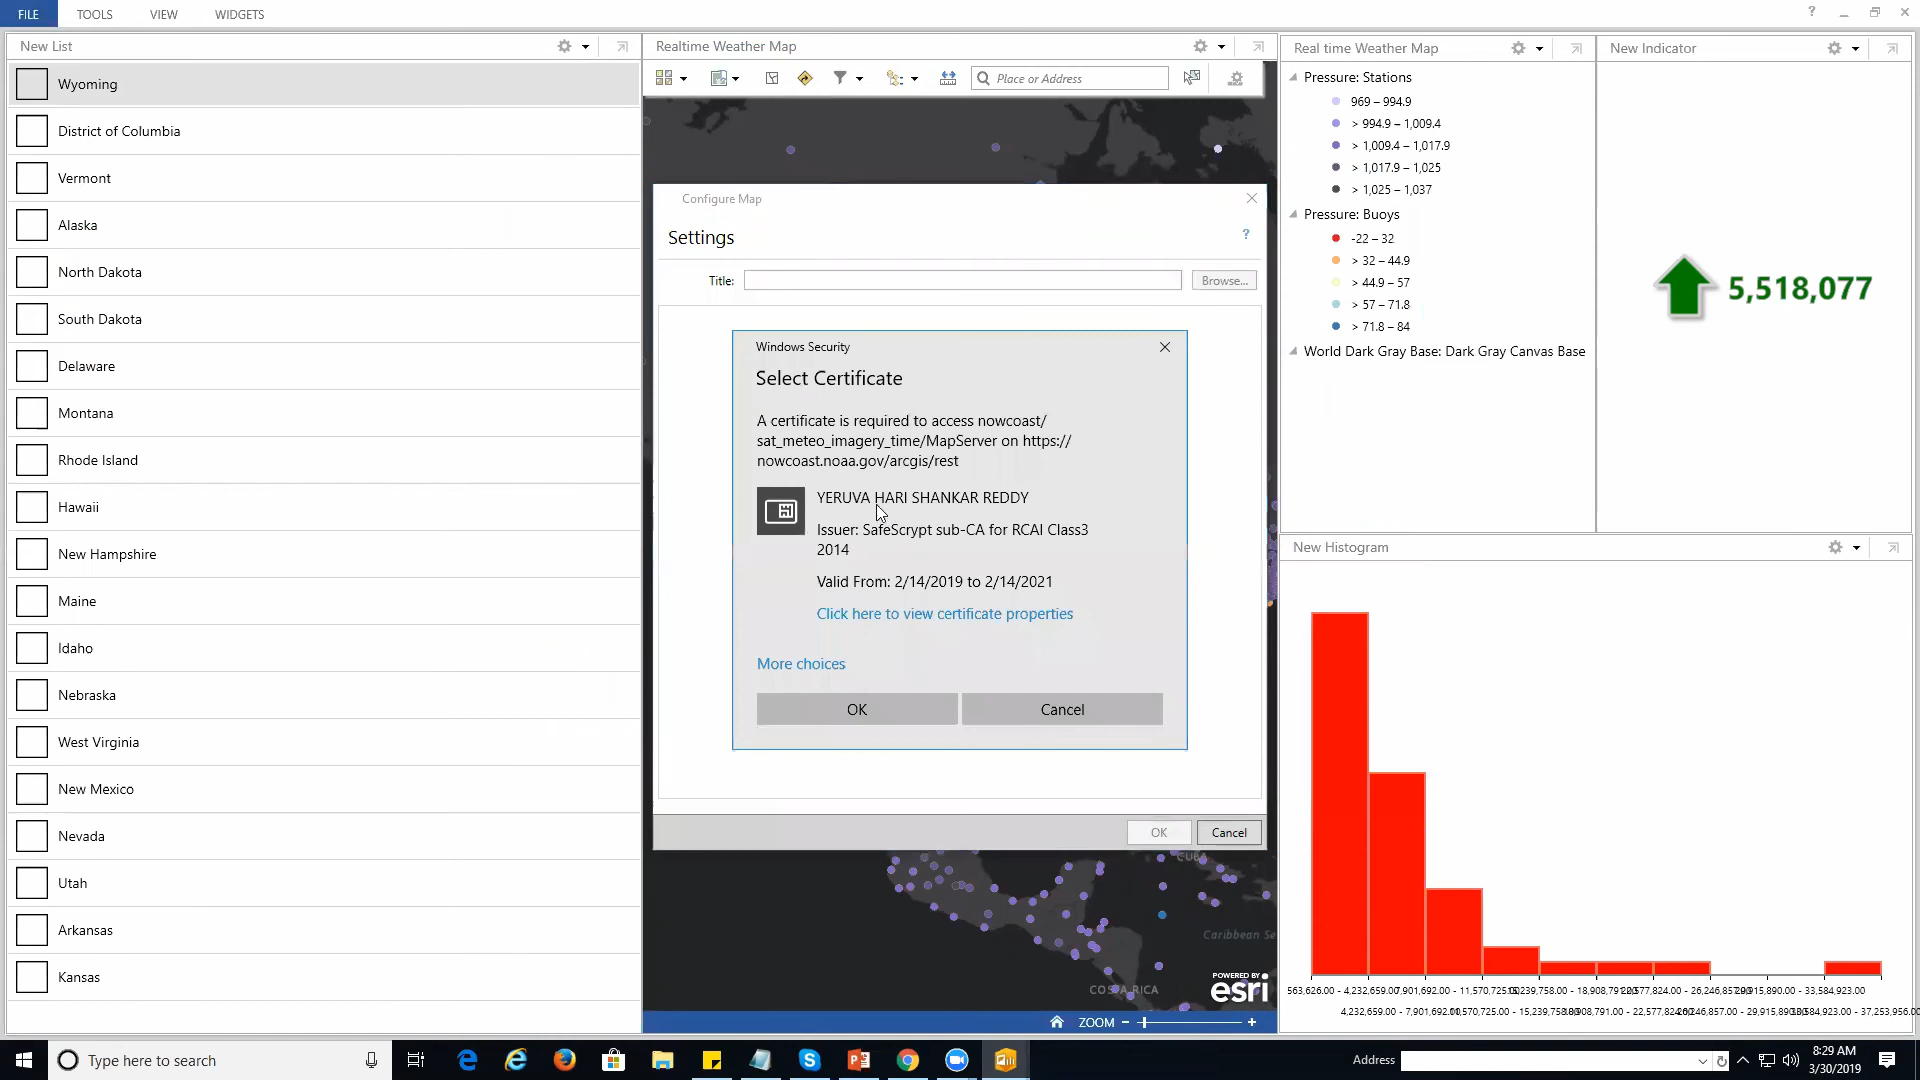 FILE TOOLS VIEW WIDGETS
?
New List
Wyoming
District of Columbia
Vermont
Alaska
North Dakota
South Dakota
Delaware
Montana
Rhode Island
Hawaii
New Hampshire
Maine
Idaho
Nebraska
West Virginia
New Mexico
Nevada
Utah
Arkansas
Kansas
Realtime Weather Map
Place or Address
Configure Map
Settings
?
Title:
Browse...
Windows Security
Select Certificate
A certificate is required to access nowcoast/
sat_meteo_imagery_time/MapServer on https://
nowcoast.noaa.gov/arcgis/rest
YERUVA HARI SHANKAR REDDY
Issuer: SafeScrypt sub-CA for RCAI Class3
2014
Valid From: 2/14/2019 to 2/14/2021
Click here to view certificate properties
More choices
OK Cancel
OK Cancel
CUBA
Caribbean Se
COSTA RICA
POWERED BY
esri
ZOOM
Real time Weather Map
Pressure: Stations
969 – 994.9
> 994.9 – 1,009.4
> 1,009.4 – 1,017.9
> 1,017.9 – 1,025
> 1,025 – 1,037
Pressure: Buoys
-22 – 32
> 32 – 44.9
> 44.9 – 57
> 57 – 71.8
> 71.8 – 84
World Dark Gray Base: Dark Gray Canvas Base
New Indicator
5,518,077
New Histogram
563,626.00 - 4,232,659.00
Type here to search
Address
8:29 AM
3/30/2019